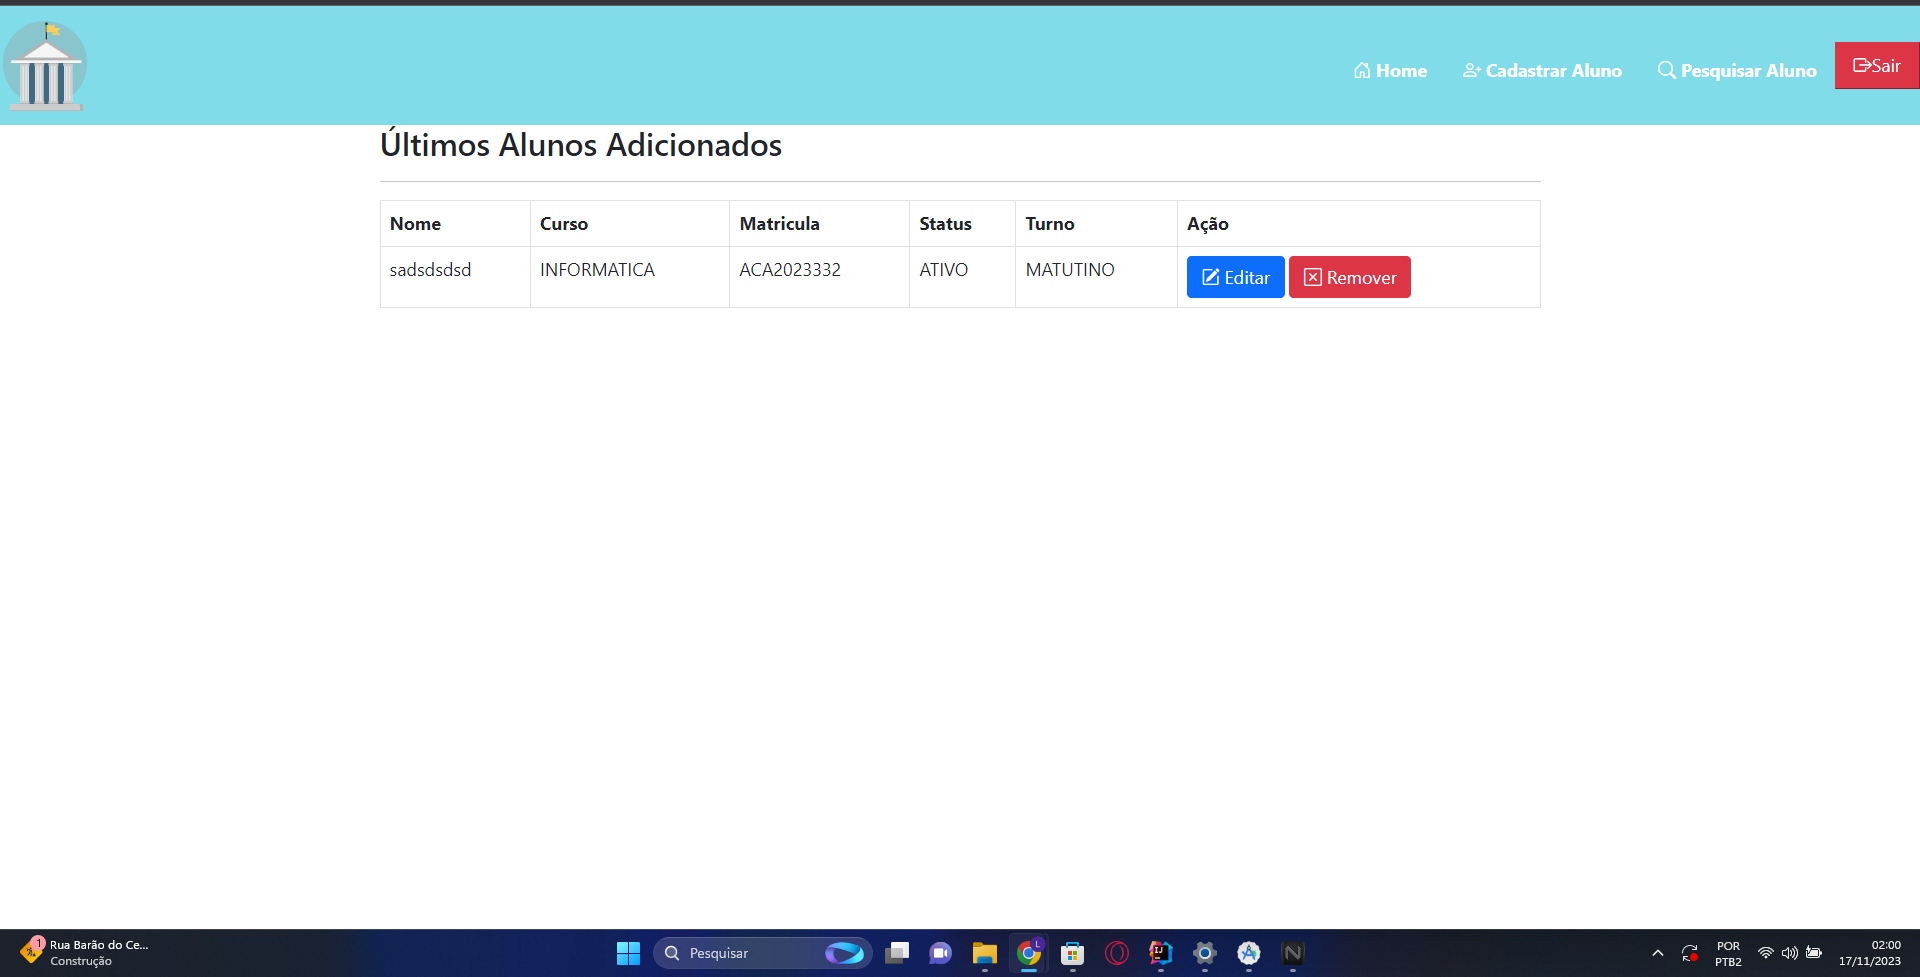 Home Cadastrar Aluno Pesquisar Aluno Sair
Últimos Alunos Adicionados
Nome Curso Matricula Status Turno Ação
sadsdsdsd INFORMATICA ACA2023332 ATIVO MATUTINO Editar Remover
1 Rua Barão do Ce...
Construção
Pesquisar
L
IJ
N
POR
PTB2
02:00
17/11/2023